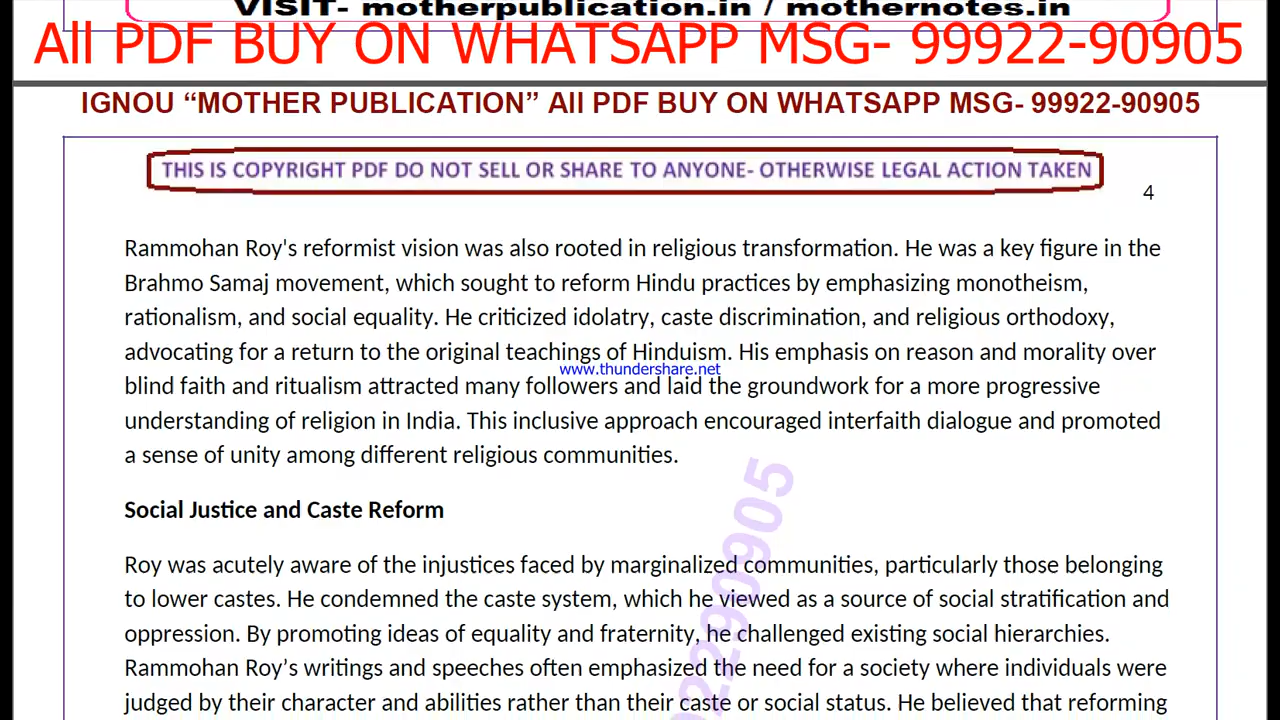 VISIT- motherpublication.in / mothernotes.in
All PDF BUY ON WHATSAPP MSG- 99922-90905
IGNOU “MOTHER PUBLICATION” All PDF BUY ON WHATSAPP MSG- 99922-90905
THIS IS COPYRIGHT PDF DO NOT SELL OR SHARE TO ANYONE- OTHERWISE LEGAL ACTION TAKEN
4
Rammohan Roy's reformist vision was also rooted in religious transformation. He was a key figure in the
Brahmo Samaj movement, which sought to reform Hindu practices by emphasizing monotheism,
rationalism, and social equality. He criticized idolatry, caste discrimination, and religious orthodoxy,
advocating for a return to the original teachings of Hinduism. His emphasis on reason and morality over
www.thundershare.net
blind faith and ritualism attracted many followers and laid the groundwork for a more progressive
understanding of religion in India. This inclusive approach encouraged interfaith dialogue and promoted
a sense of unity among different religious communities.
Social Justice and Caste Reform
Roy was acutely aware of the injustices faced by marginalized communities, particularly those belonging
to lower castes. He condemned the caste system, which he viewed as a source of social stratification and
oppression. By promoting ideas of equality and fraternity, he challenged existing social hierarchies.
Rammohan Roy’s writings and speeches often emphasized the need for a society where individuals were
judged by their character and abilities rather than their caste or social status. He believed that reforming